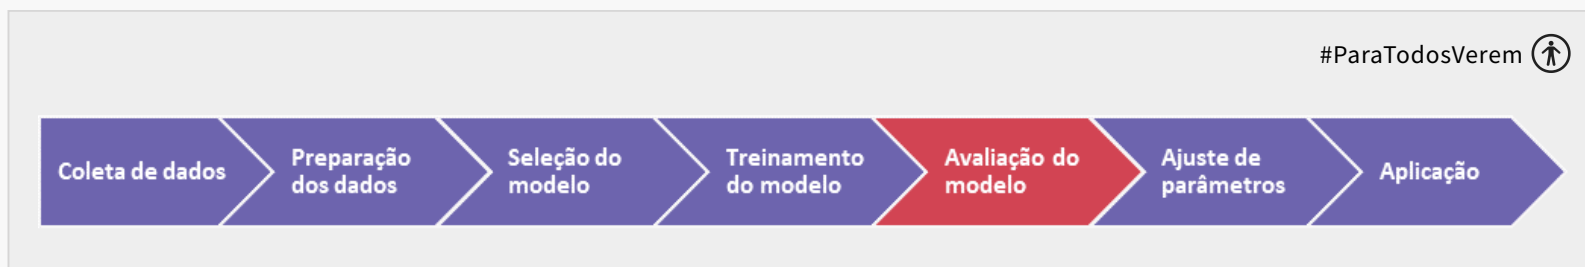 #ParaTodosVerem
Coleta de dados
Preparação
dos dados
Seleção do
modelo
Treinamento
do modelo
Avaliação do
modelo
Ajuste de
parâmetros
Aplicação